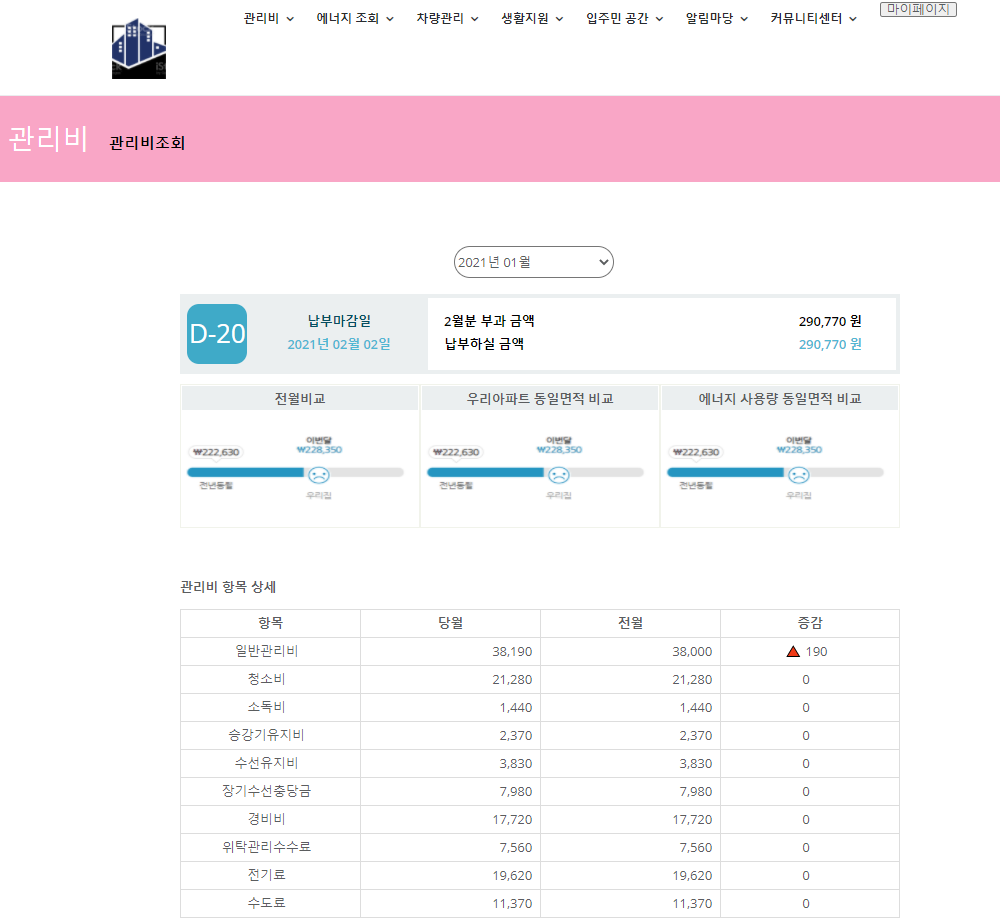 관리비 에너지 조회 차량관리 생활지원 입주민 공간 알림마당 커뮤니티센터 마이페이지
관리비 관리비조회
2021년 01월
D-20
납부마감일
2021년 02월 02일
2월분 부과 금액 290,770 원
납부하실 금액 290,770 원
전월비교 우리아파트 동일면적 비교 에너지 사용량 동일면적 비교
이번달 이번달 이번달
₩222,630 ₩228,350 ₩222,630 ₩228,350 ₩222,630 ₩228,350
전년동월 전년동월 전년동월
우리집 우리집 우리집
관리비 항목 상세
항목 당월 전월 증감
일반관리비 38,190 38,000 ▲ 190
청소비 21,280 21,280 0
소독비 1,440 1,440 0
승강기유지비 2,370 2,370 0
수선유지비 3,830 3,830 0
장기수선충당금 7,980 7,980 0
경비비 17,720 17,720 0
위탁관리수수료 7,560 7,560 0
전기료 19,620 19,620 0
수도료 11,370 11,370 0